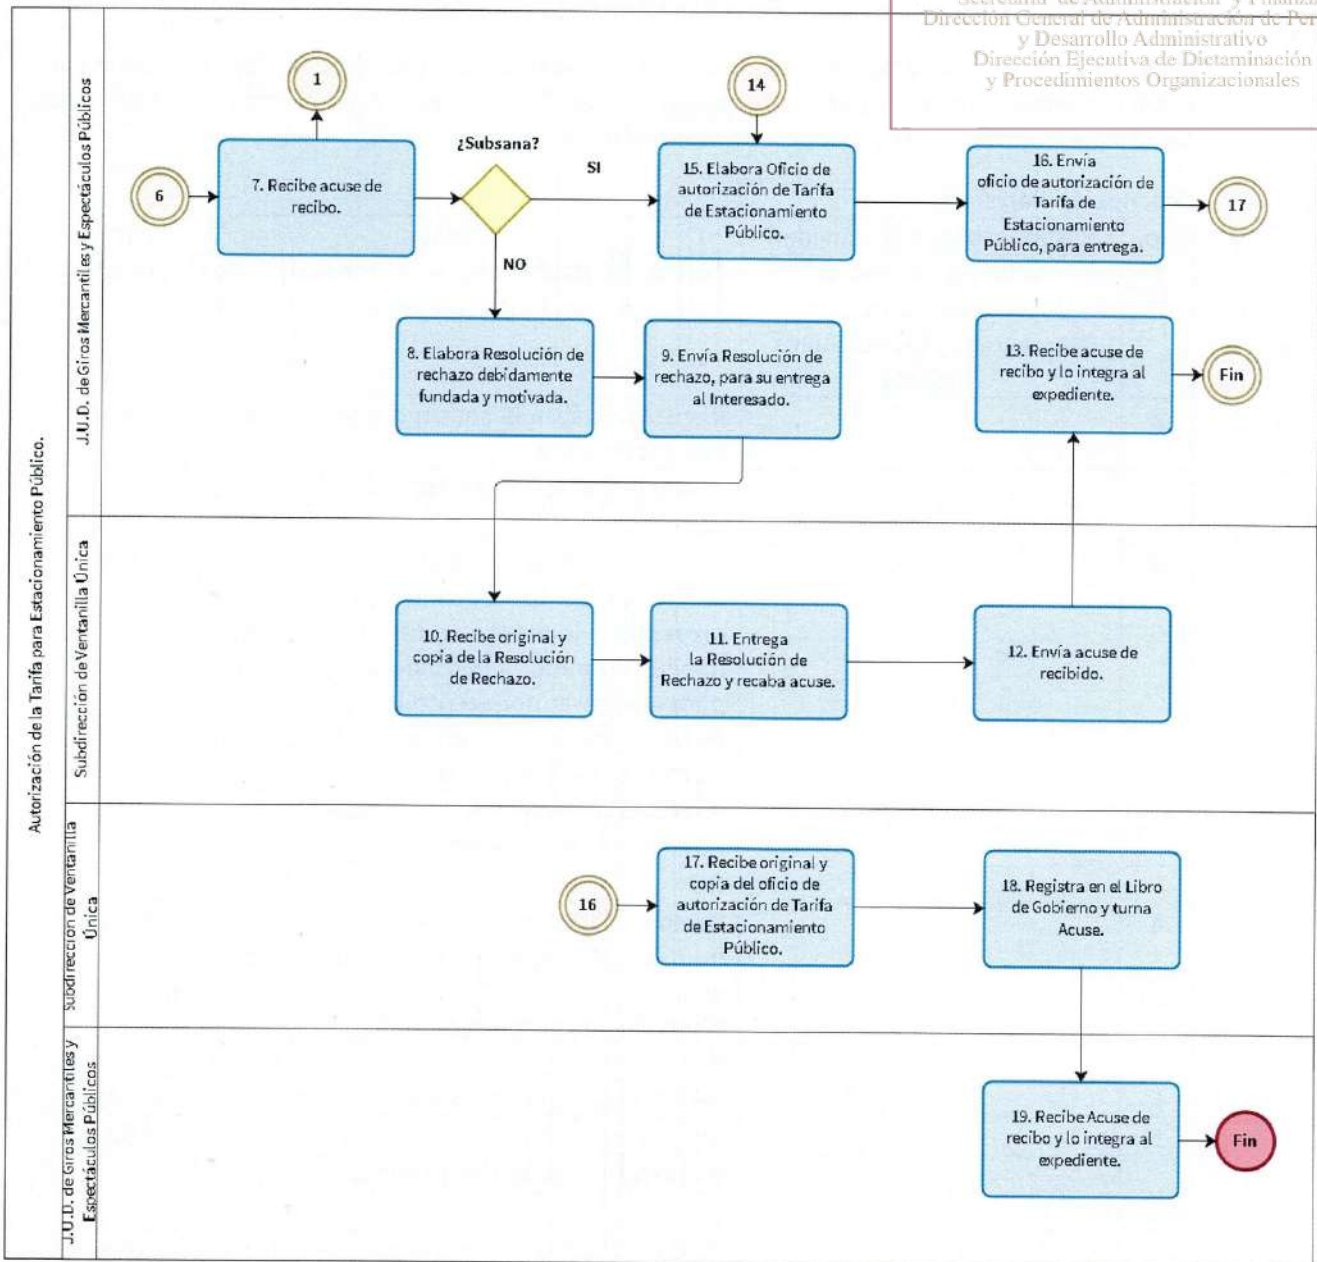 Secretaría de Administración y Finanzas
Dirección General de Administración de Per
y Desarrollo Administrativo
Dirección Ejecutiva de Dictaminación
y Procedimientos Organizacionales
Autorización de la Tarifa para Estacionamiento Público.
J.U.D. de Giros Mercantiles y Espectáculos Públicos
1
14
6
7. Recibe acuse de
recibo.
¿Subsana?
SI
NO
15. Elabora Oficio de
autorización de Tarifa
de Estacionamiento
Público.
16. Envía
oficio de autorización de
Tarifa de
Estacionamiento
Público, para entrega.
17
8. Elabora Resolución de
rechazo debidamente
fundada y motivada.
9. Envía Resolución de
rechazo, para su entrega
al Interesado.
13. Recibe acuse de
recibo y lo integra al
expediente.
Fin
Subdirección de Ventanilla Única
10. Recibe original y
copia de la Resolución
de Rechazo.
11. Entrega
la Resolución de
Rechazo y recaba acuse.
12. Envía acuse de
recibido.
Subdirección de Ventanilla
Única
16
17. Recibe original y
copia del oficio de
autorización de Tarifa
de Estacionamiento
Público.
18. Registra en el Libro
de Gobierno y turna
Acuse.
J.U.D. de Giros Mercantiles y
Espectáculos Públicos
19. Recibe Acuse de
recibo y lo integra al
expediente.
Fin